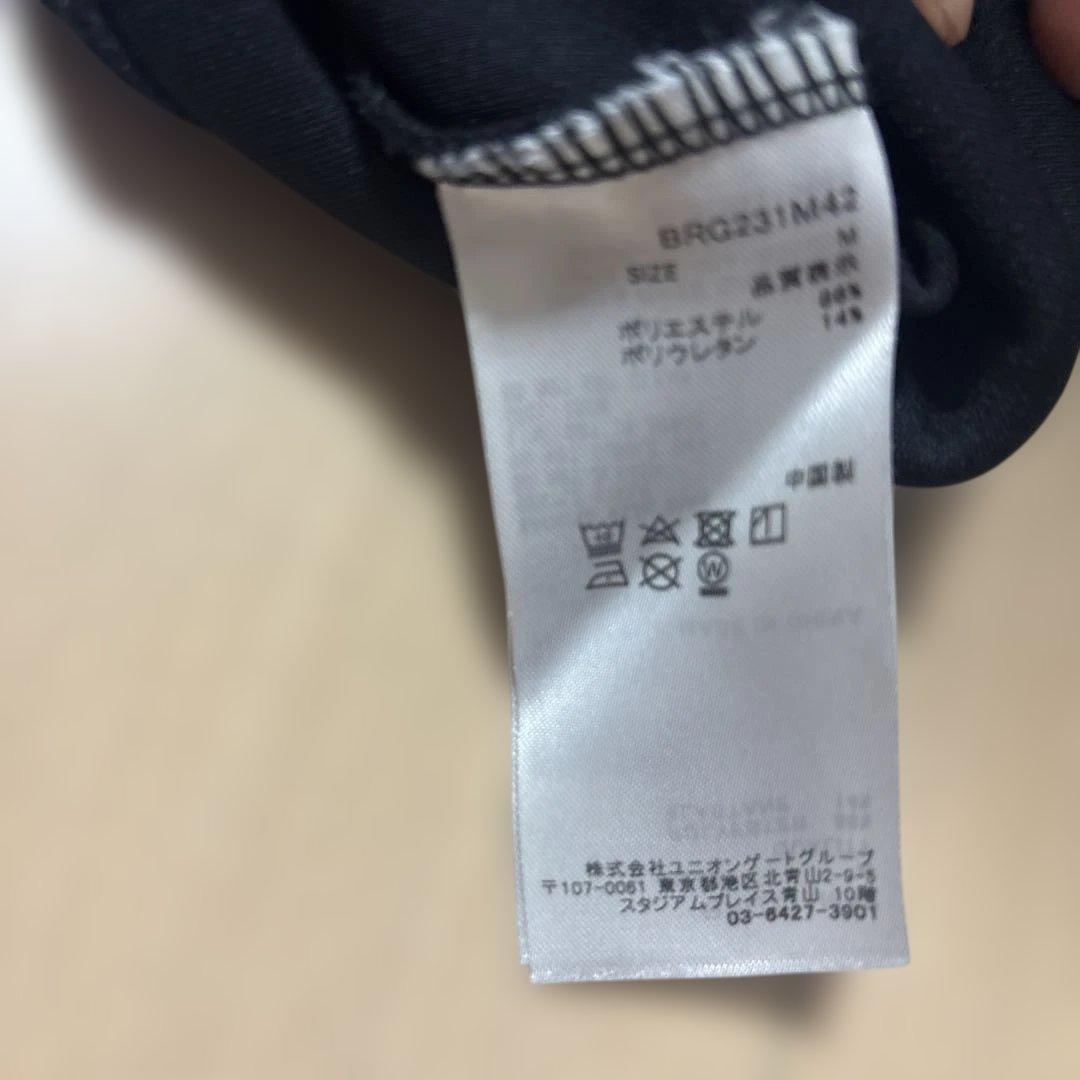 BRG231M42
SIZE M
品質表示
ポリエステル 86%
ポリウレタン 14%
中国製
株式会社ユニオンゲートグループ
〒107-0061 東京都港区北青山2-9-5
スタジアムプレイス青山 10階
03-6427-3901